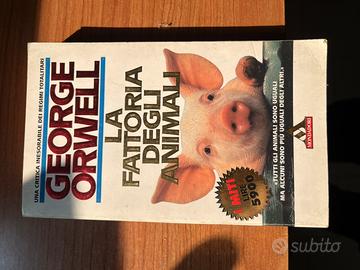 UNA CRITICA INESORABILE DEI REGIMI TOTALITARI
GEORGE
ORWELL
LA
FATTORIA
DEGLI
ANIMALI
«TUTTI GLI ANIMALI SONO UGUALI
MA ALCUNI SONO PIÙ UGUALI DEGLI ALTRI.»
MITI
LIRE
5900
MONDADORI
subito